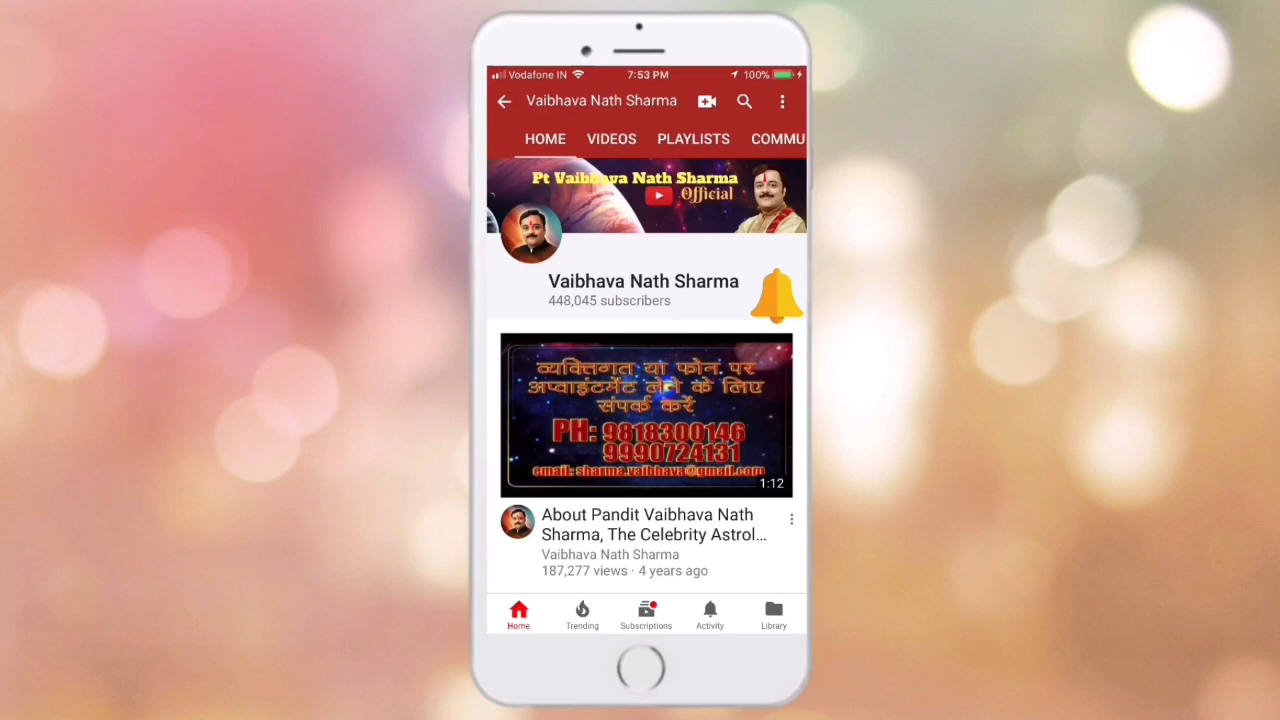 Vodafone IN
7:53 PM
100%
Vaibhava Nath Sharma
HOME
VIDEOS
PLAYLISTS
COMMU
Pt Vaibhava Nath Sharma
Official
Vaibhava Nath Sharma
448,045 subscribers
व्यक्तिगत या फोन पर
अप्वाइंटमेंट लेने के लिए
संपर्क करें
PH: 9818300146
9990724131
email: sharma.vaibhava@gmail.com
1:12
About Pandit Vaibhava Nath
Sharma, The Celebrity Astrol...
Vaibhava Nath Sharma
187,277 views · 4 years ago
Home
Trending
Subscriptions
Activity
Library